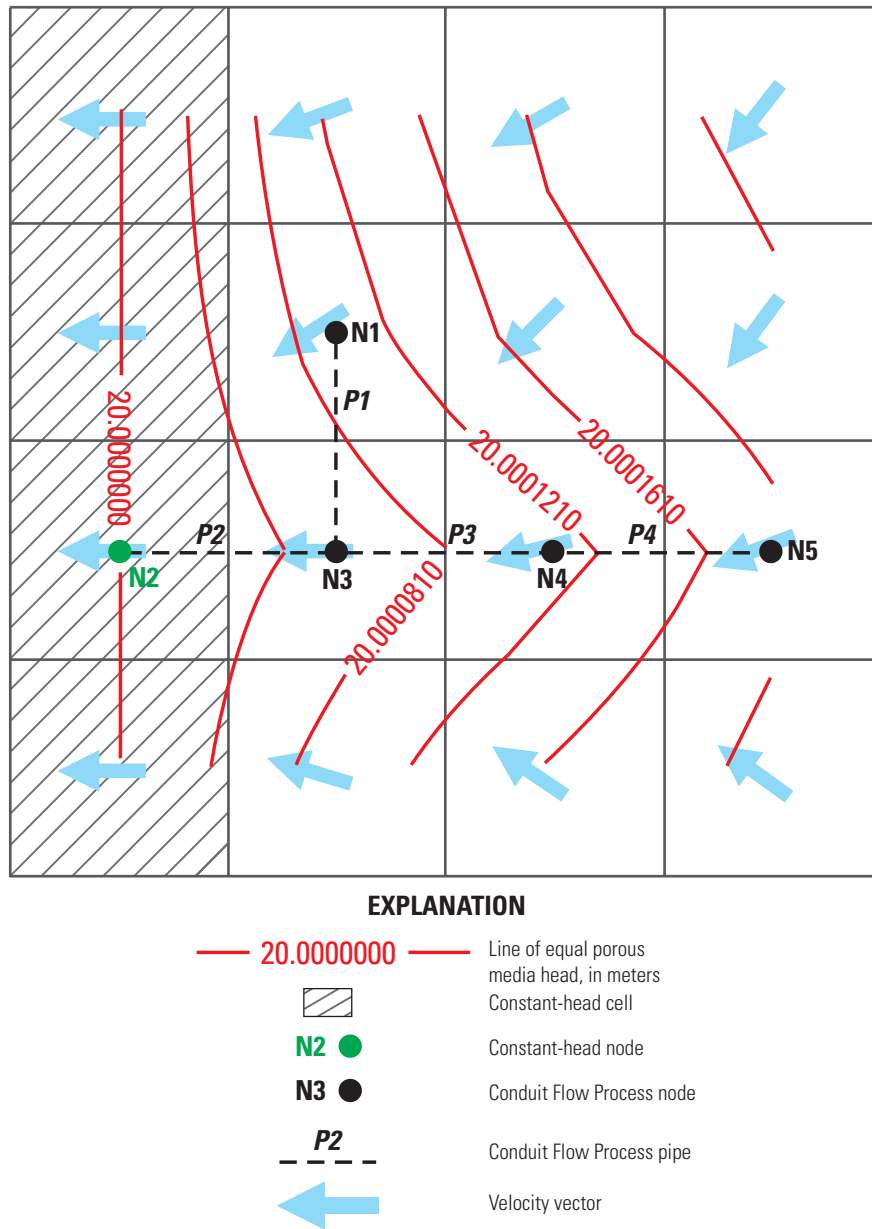 N1
P1
20.0000000
20.0001210
20.0001610
P2
P3
P4
N2
N3
N4
N5
20.0000810
EXPLANATION
20.0000000
Line of equal porous
media head, in meters
Constant-head cell
N2
Constant-head node
N3
Conduit Flow Process node
P2
Conduit Flow Process pipe
Velocity vector